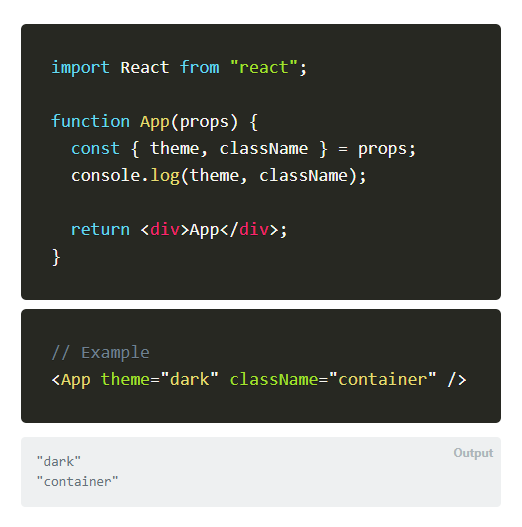 import React from "react";
function App(props) {
  const { theme, className } = props;
  console.log(theme, className);
  return <div>App</div>;
}
// Example
<App theme="dark" className="container" />
Output
"dark"
"container"